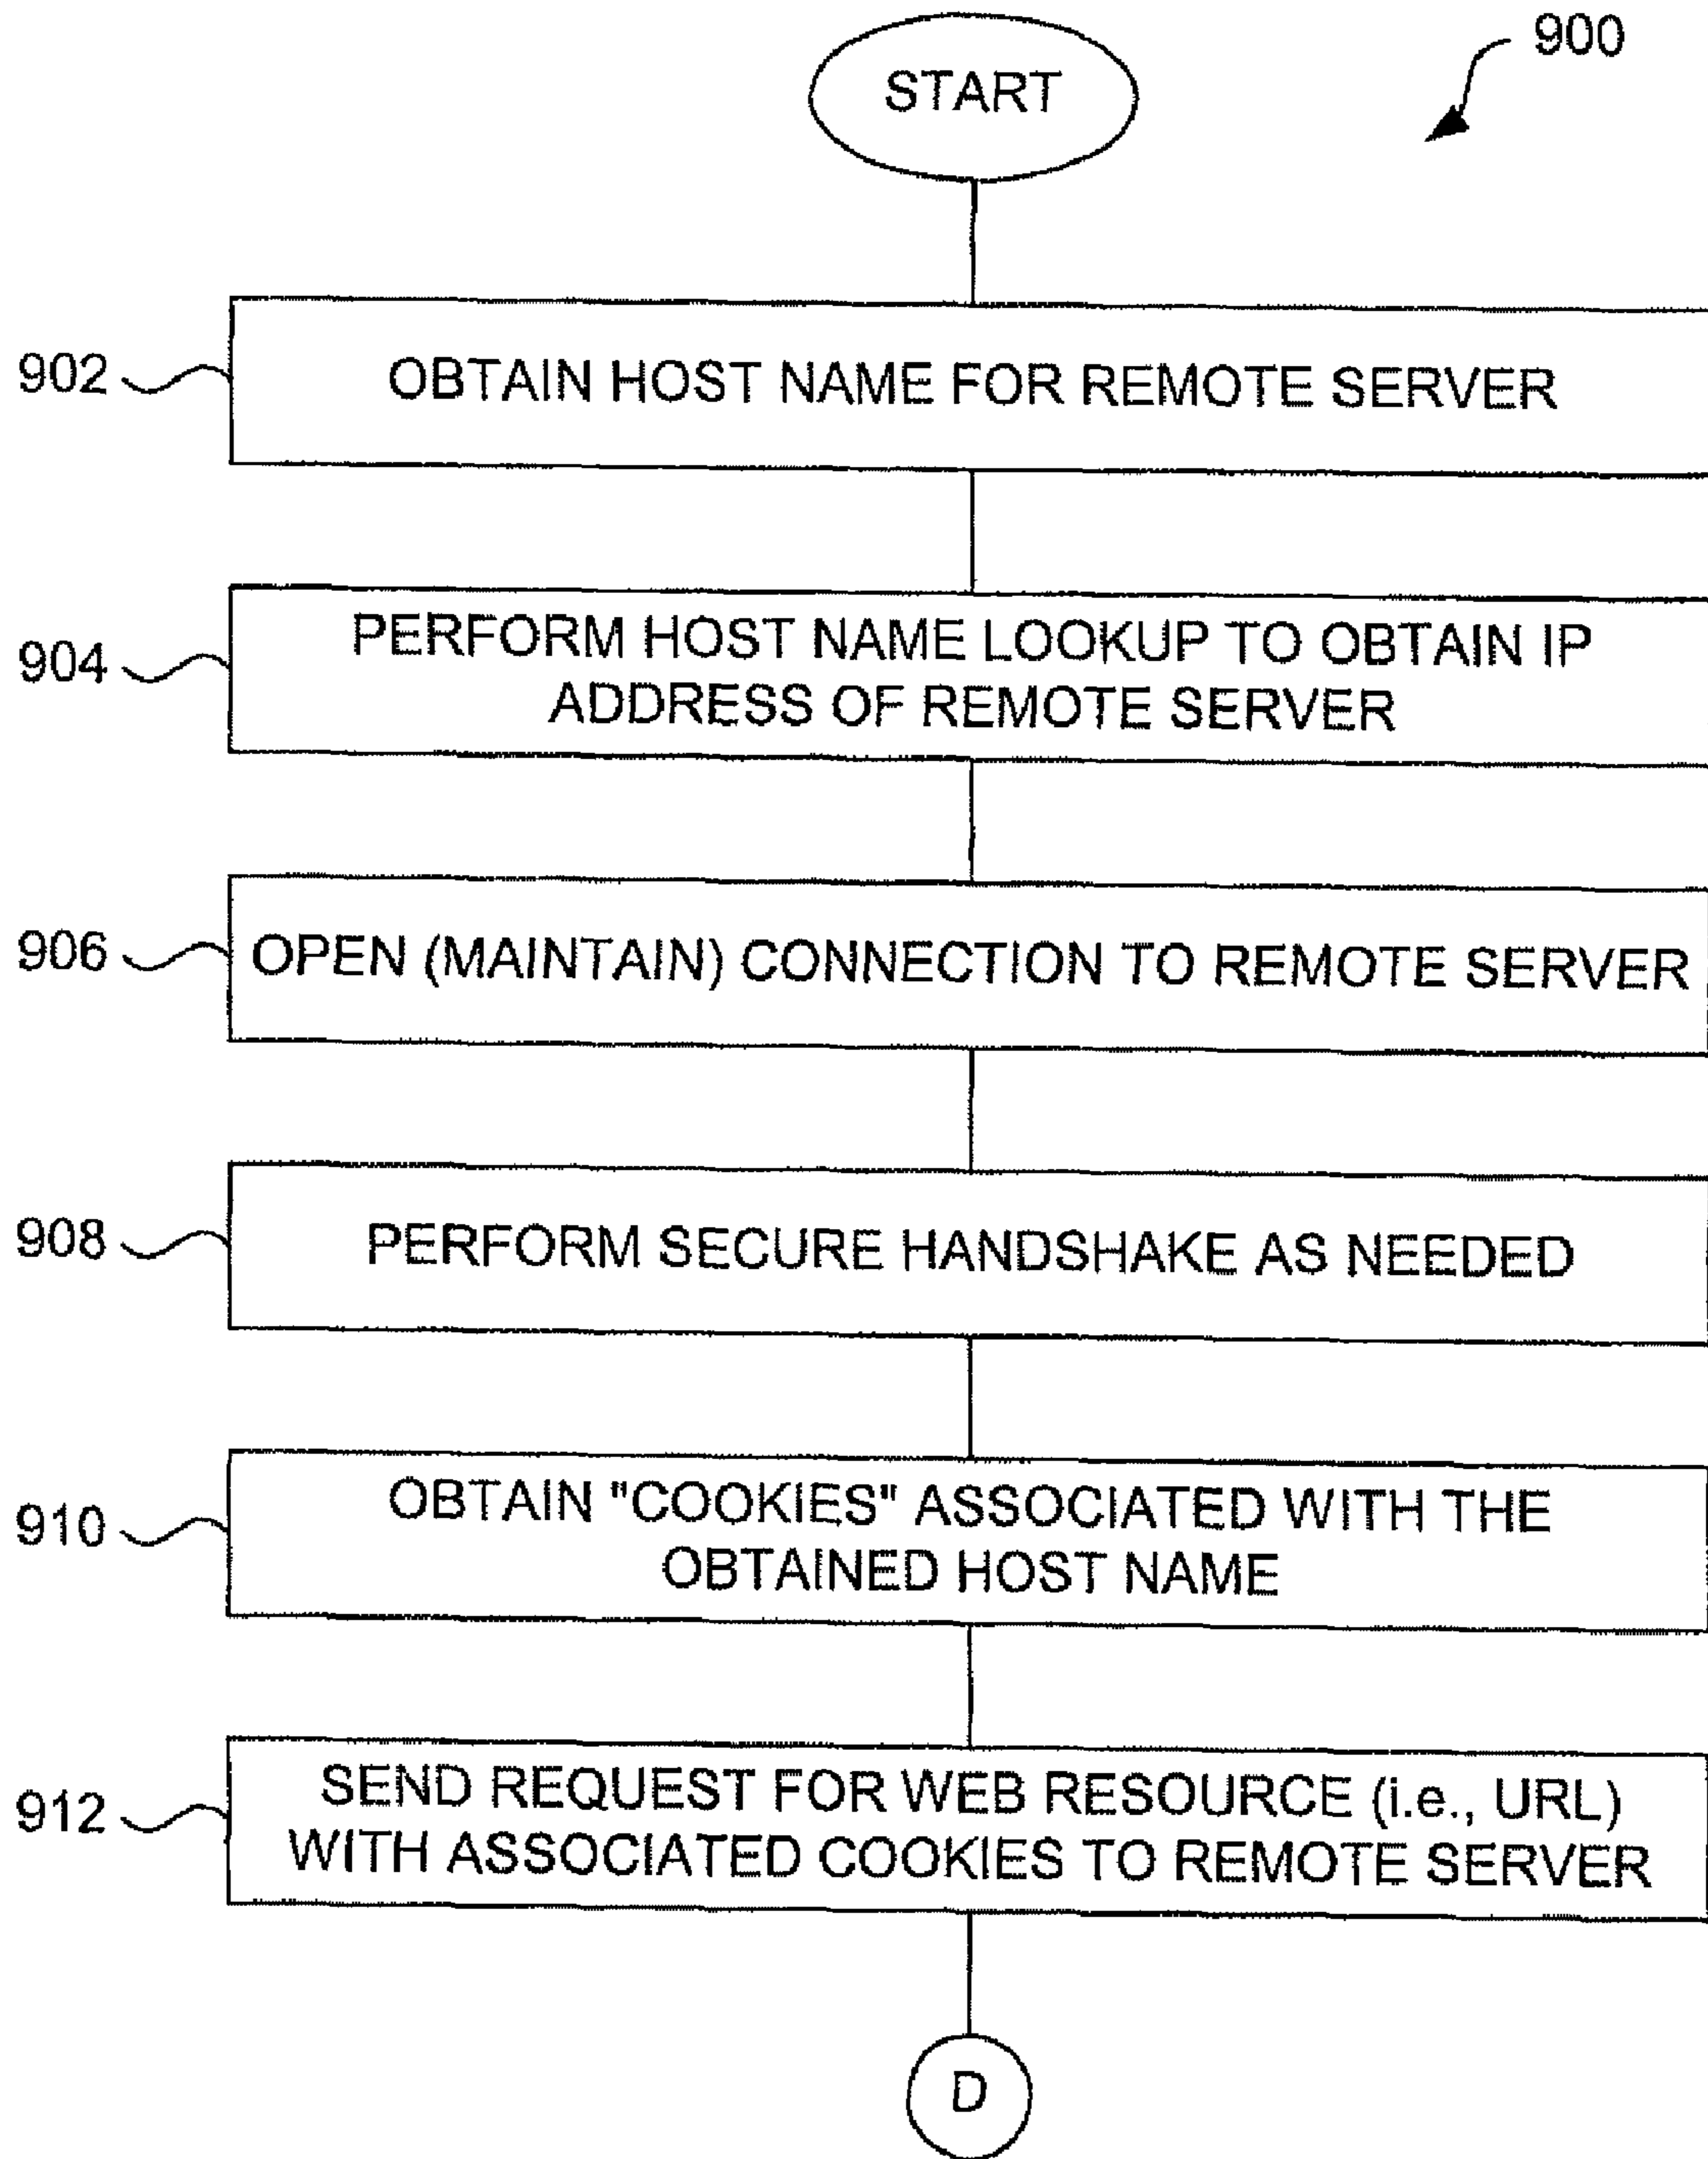 900
START
902
OBTAIN HOST NAME FOR REMOTE SERVER
904
PERFORM HOST NAME LOOKUP TO OBTAIN IP
ADDRESS OF REMOTE SERVER
906
OPEN (MAINTAIN) CONNECTION TO REMOTE SERVER
908
PERFORM SECURE HANDSHAKE AS NEEDED
910
OBTAIN "COOKIES" ASSOCIATED WITH THE
OBTAINED HOST NAME
912
SEND REQUEST FOR WEB RESOURCE (i.e., URL)
WITH ASSOCIATED COOKIES TO REMOTE SERVER
D